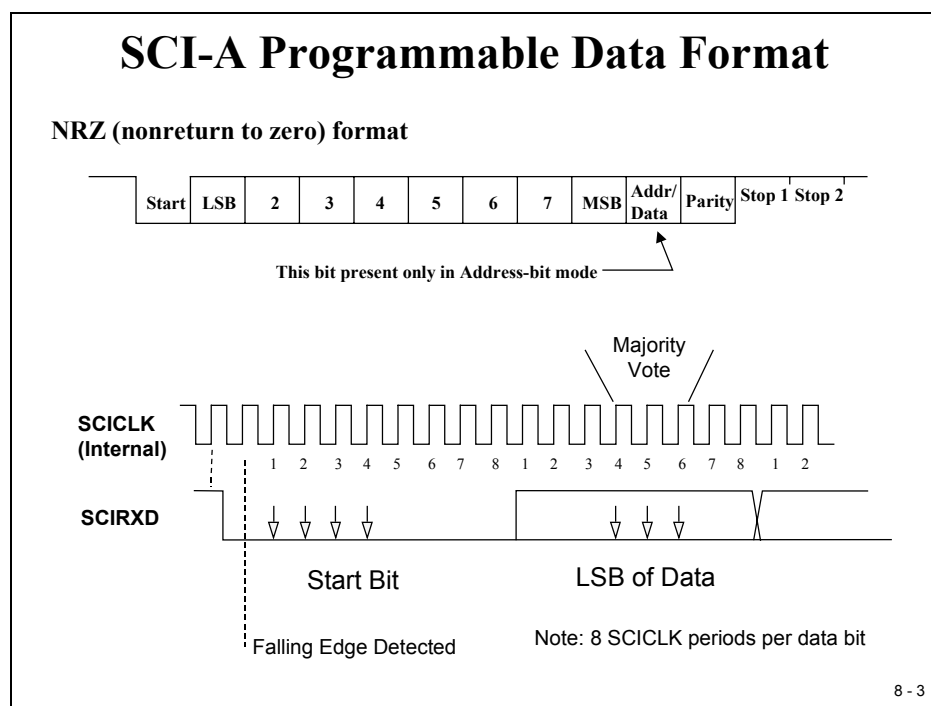 SCI-A Programmable Data Format
NRZ (nonreturn to zero) format
Start LSB 2 3 4 5 6 7 MSB Addr/ Data Parity Stop 1 Stop 2
This bit present only in Address-bit mode
Majority
Vote
SCICLK
(Internal)
1 2 3 4 5 6 7 8 1 2 3 4 5 6 7 8 1 2
SCIRXD
Start Bit LSB of Data
Falling Edge Detected
Note: 8 SCICLK periods per data bit
8 - 3